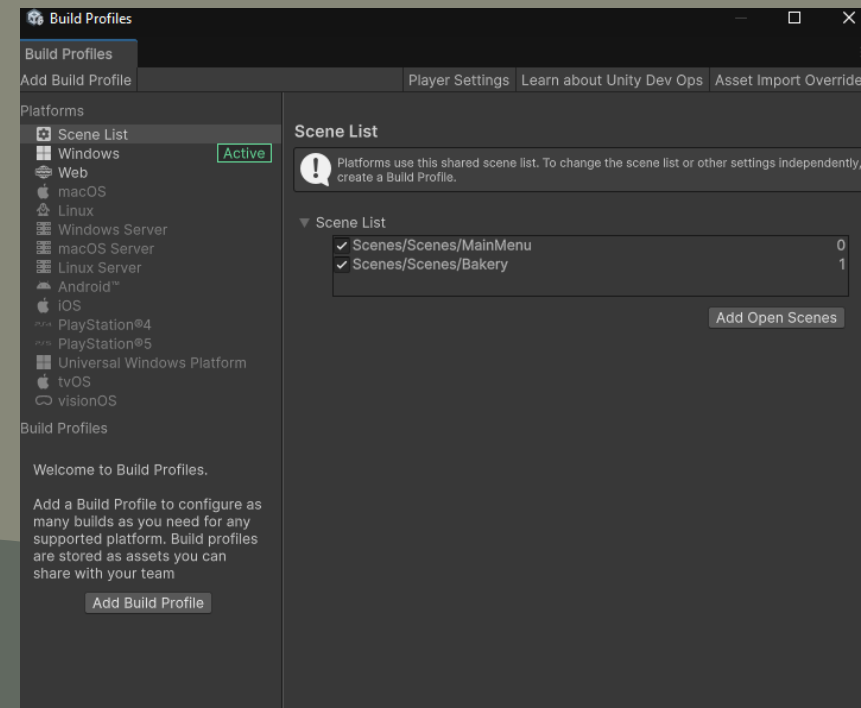 Build Profiles
Build Profiles
Add Build Profile
Player Settings
Learn about Unity Dev Ops
Asset Import Override
Platforms
Scene List
Windows
Active
Web
macOS
Linux
Windows Server
macOS Server
Linux Server
Android™
iOS
PlayStation®4
PlayStation®5
Universal Windows Platform
tvOS
visionOS
Build Profiles
Welcome to Build Profiles.
Add a Build Profile to configure as
many builds as you need for any
supported platform. Build profiles
are stored as assets you can
share with your team
Add Build Profile
Scene List
Platforms use this shared scene list. To change the scene list or other settings independently,
create a Build Profile.
Scene List
Scenes/Scenes/MainMenu 0
Scenes/Scenes/Bakery 1
Add Open Scenes